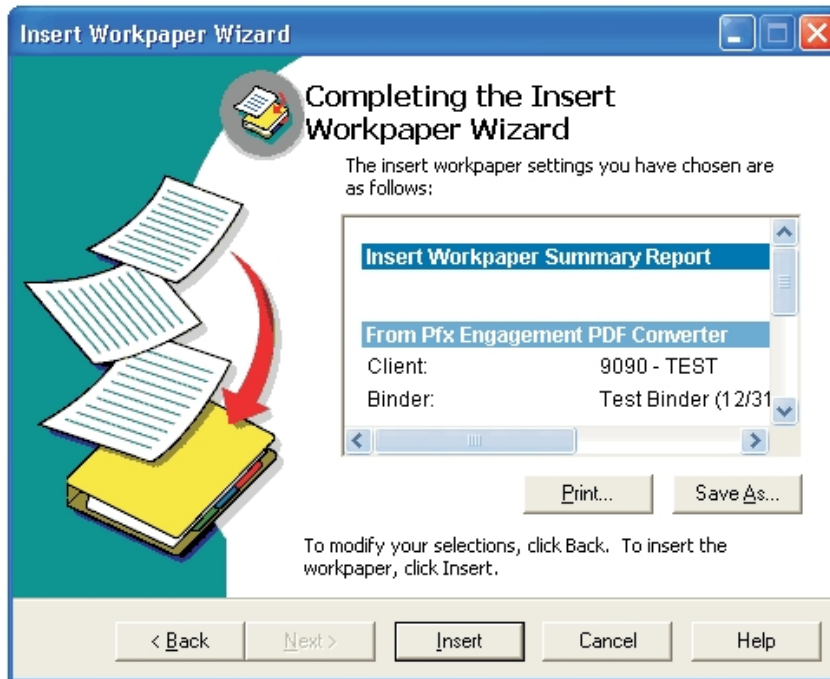 Insert Workpaper Wizard
Completing the Insert
Workpaper Wizard
The insert workpaper settings you have chosen are
as follows:
Insert Workpaper Summary Report
From Pfx Engagement PDF Converter
Client: 9090 - TEST
Binder: Test Binder (12/31
Print... Save As...
To modify your selections, click Back. To insert the
workpaper, click Insert.
< Back Next > Insert Cancel Help